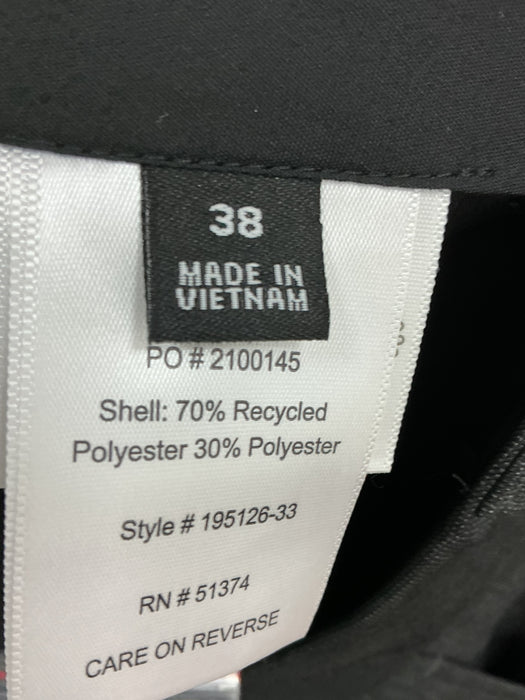 38
MADE IN
VIETNAM
PO # 2100145
Shell: 70% Recycled
Polyester 30% Polyester
Style # 195126-33
RN # 51374
CARE ON REVERSE